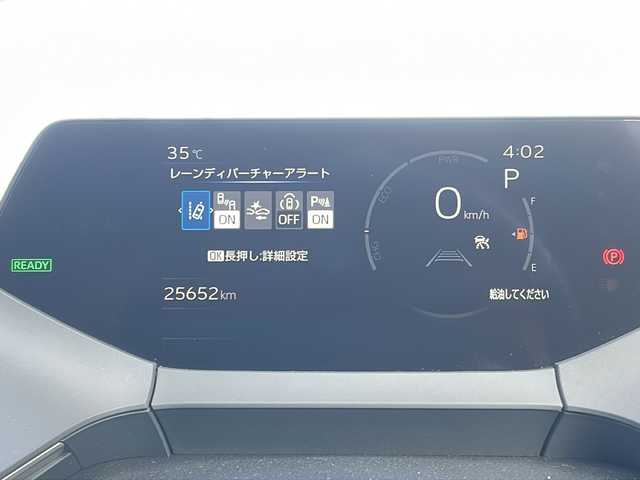 35℃
レーンディパーチャーアラート
ON
OFF
P
ON
OK長押し:詳細設定
READY
25652km
PWR
ECO
CHG
0km/h
4:02
P
F
E
給油してください
P